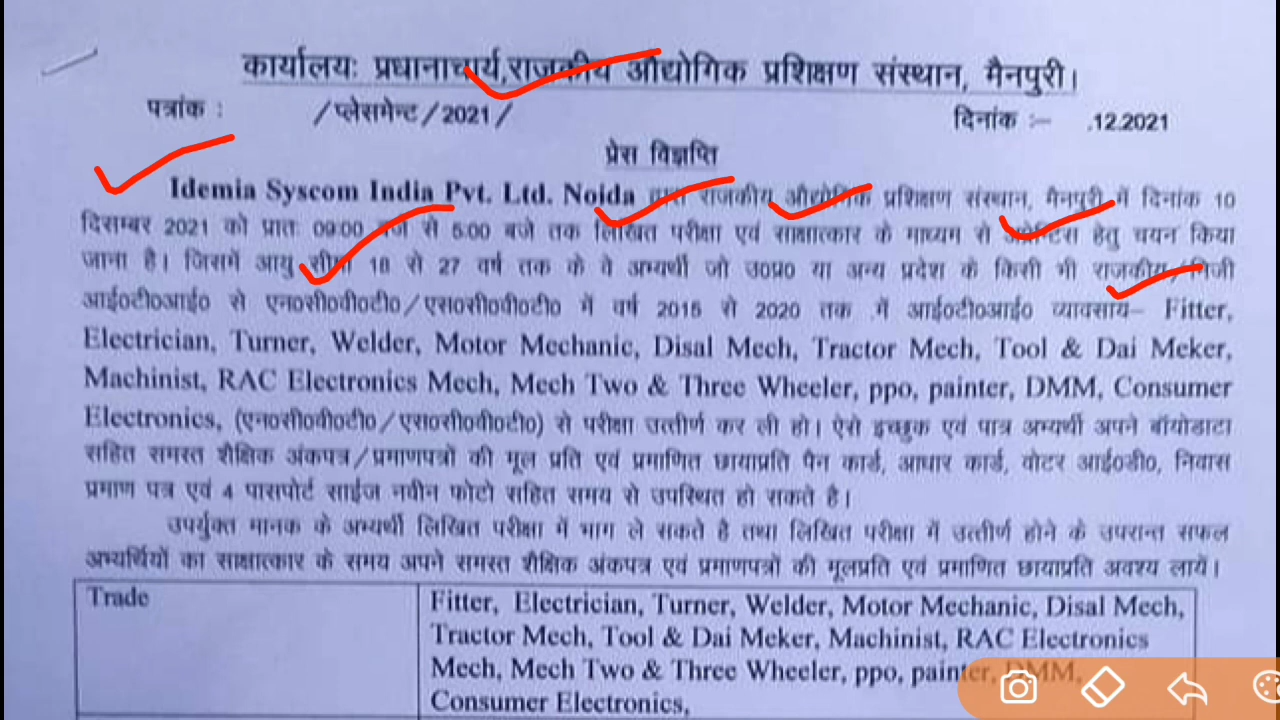 कार्यालयः प्रधानाचार्य,राजकीय औद्योगिक प्रशिक्षण संस्थान, मैनपुरी।
पत्रांक : /प्लेसमेन्ट/2021/ दिनांक :– .12.2021
प्रेस विज्ञप्ति
Idemia Syscom India Pvt. Ltd. Noida द्वारा राजकीय औद्योगिक प्रशिक्षण संस्थान, मैनपुरी में दिनांक 10
दिसम्बर 2021 को प्रातः 09:00 बजे से 5:00 बजे तक लिखित परीक्षा एवं साक्षात्कार के माध्यम से अप्रेन्टिस हेतु चयन किया
जाना है। जिसमें आयु सीमा 18 से 27 वर्ष तक के वे अभ्यर्थी जो उ०प्र० या अन्य प्रदेश के किसी भी राजकीय/निजी
आई०टी०आई० से एन०सी०वी०टी०/एस०सी०वी०टी० में वर्ष 2015 से 2020 तक में आई०टी०आई० व्यावसाय– Fitter,
Electrician, Turner, Welder, Motor Mechanic, Disal Mech, Tractor Mech, Tool & Dai Meker,
Machinist, RAC Electronics Mech, Mech Two & Three Wheeler, ppo, painter, DMM, Consumer
Electronics, (एन०सी०वी०टी०/एस०सी०वी०टी०) से परीक्षा उत्तीर्ण कर ली हो। ऐसे इच्छुक एवं पात्र अभ्यर्थी अपने बॉयोडाटा
सहित समस्त शैक्षिक अंकपत्र/प्रमाणपत्रों की मूल प्रति एवं प्रमाणित छायाप्रति पैन कार्ड, आधार कार्ड, वोटर आई०डी०, निवास
प्रमाण पत्र एवं 4 पासपोर्ट साईज नवीन फोटो सहित समय से उपस्थित हो सकते है।
उपर्युक्त मानक के अभ्यर्थी लिखित परीक्षा में भाग ले सकते है तथा लिखित परीक्षा में उत्तीर्ण होने के उपरान्त सफल
अभ्यर्थियों का साक्षात्कार के समय अपने समस्त शैक्षिक अंकपत्र एवं प्रमाणपत्रों की मूलप्रति एवं प्रमाणित छायाप्रति अवश्य लायें।
Trade
Fitter, Electrician, Turner, Welder, Motor Mechanic, Disal Mech,
Tractor Mech, Tool & Dai Meker, Machinist, RAC Electronics
Mech, Mech Two & Three Wheeler, ppo, painter, DMM,
Consumer Electronics,